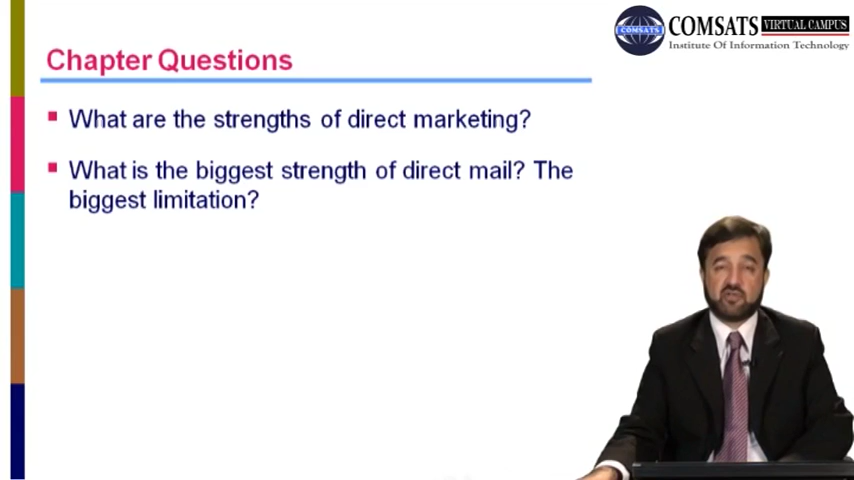 COMSATS
COMSATS VIRTUAL CAMPUS
Institute Of Information Technology
Chapter Questions
What are the strengths of direct marketing?
What is the biggest strength of direct mail? The
biggest limitation?